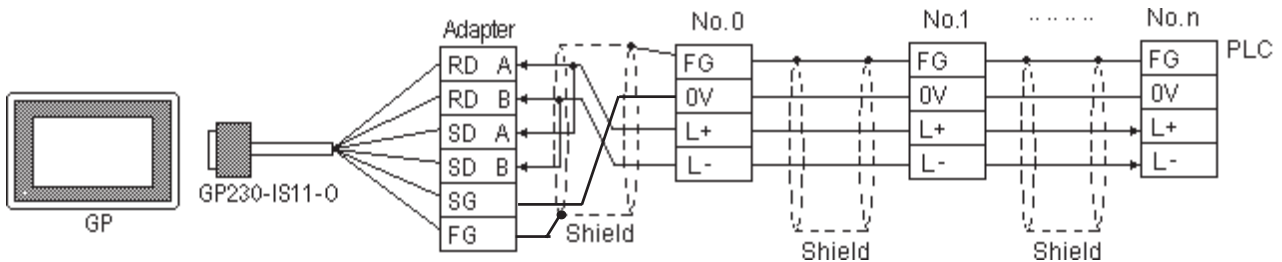 GP
GP230-IS11-O
Adapter
RD A
RD B
SD A
SD B
SG
FG
Shield
No.0
FG
0V
L+
L-
Shield
No.1
FG
0V
L+
L-
Shield
........
No.n
FG
0V
L+
L-
PLC